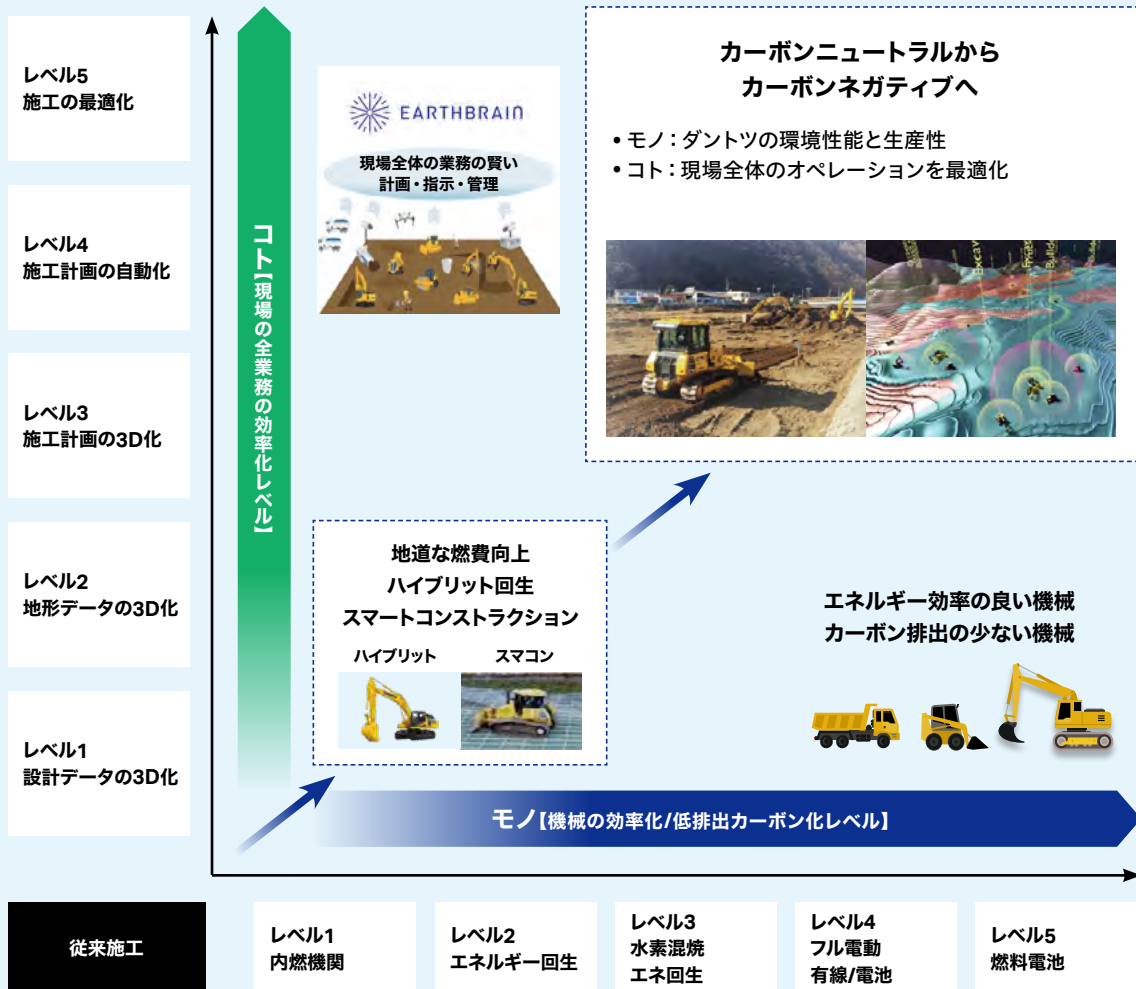 レベル5
施工の最適化
レベル4
施工計画の自動化
レベル3
施工計画の3D化
レベル2
地形データの3D化
レベル1
設計データの3D化
コト【現場の全業務の効率化レベル】
EARTHBRAIN
現場全体の業務の賢い
計画・指示・管理
カーボンニュートラルから
カーボンネガティブへ
• モノ：ダントツの環境性能と生産性
• コト：現場全体のオペレーションを最適化
地道な燃費向上
ハイブリット回生
スマートコンストラクション
ハイブリット
スマコン
エネルギー効率の良い機械
カーボン排出の少ない機械
モノ【機械の効率化/低排出カーボン化レベル】
従来施工
レベル1
内燃機関
レベル2
エネルギー回生
レベル3
水素混焼
エネ回生
レベル4
フル電動
有線/電池
レベル5
燃料電池